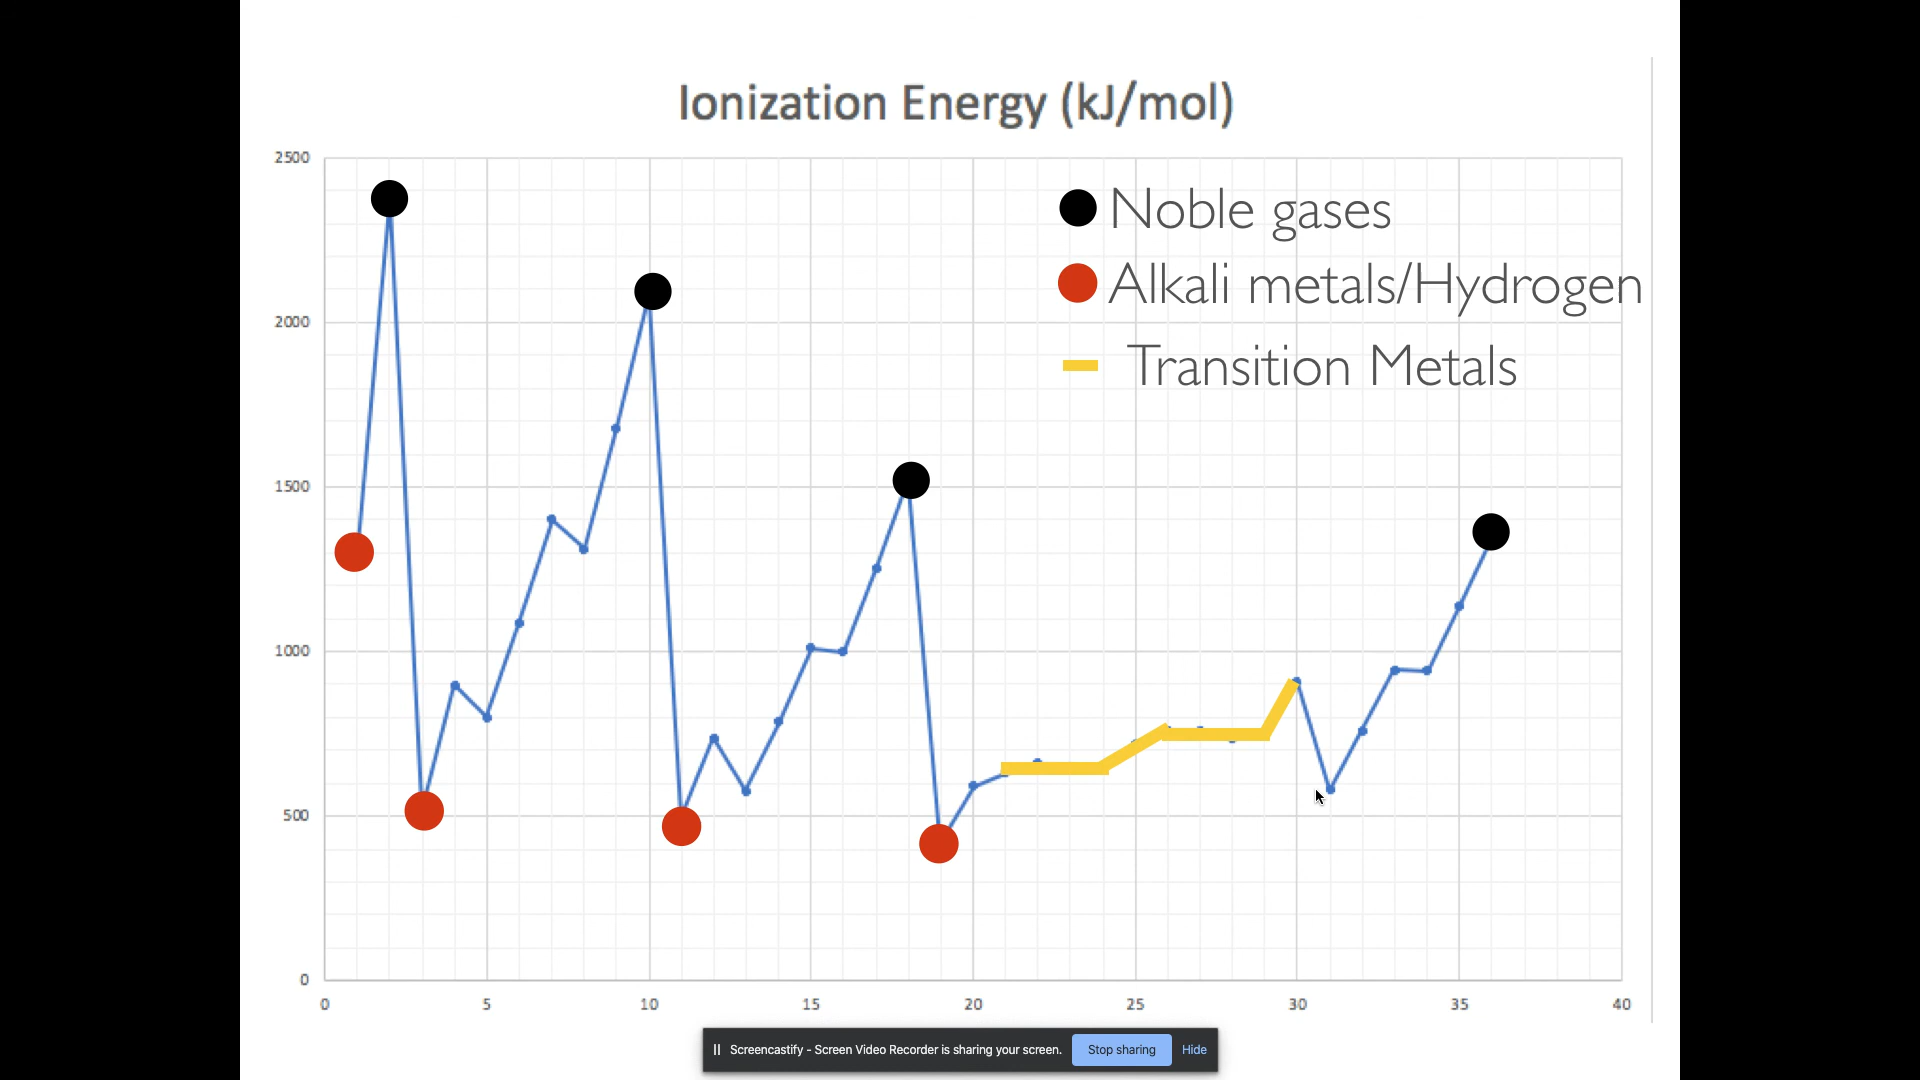 Ionization Energy (kJ/mol)
2500
Noble gases
Alkali metals/Hydrogen
2000
Transition Metals
1500
1000
500
0
0 5 10 15 20 25 30 35 40
Screencastify - Screen Video Recorder is sharing your screen. Stop sharing Hide